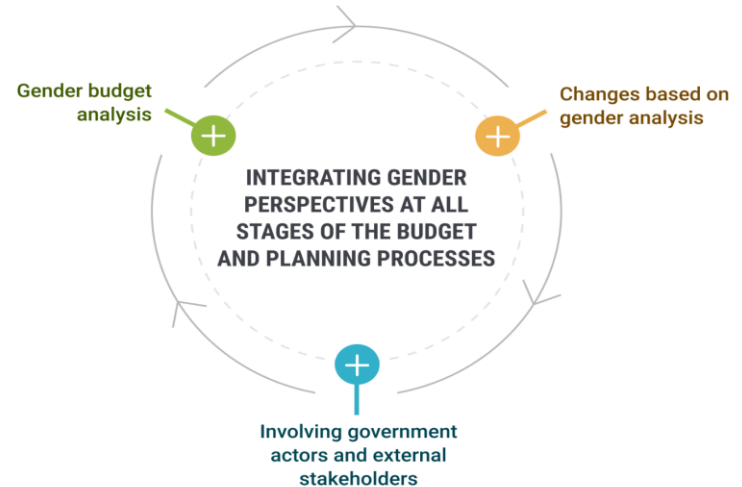 Gender budget
analysis
Changes based on
gender analysis
INTEGRATING GENDER
PERSPECTIVES AT ALL
STAGES OF THE BUDGET
AND PLANNING PROCESSES
Involving government
actors and external
stakeholders